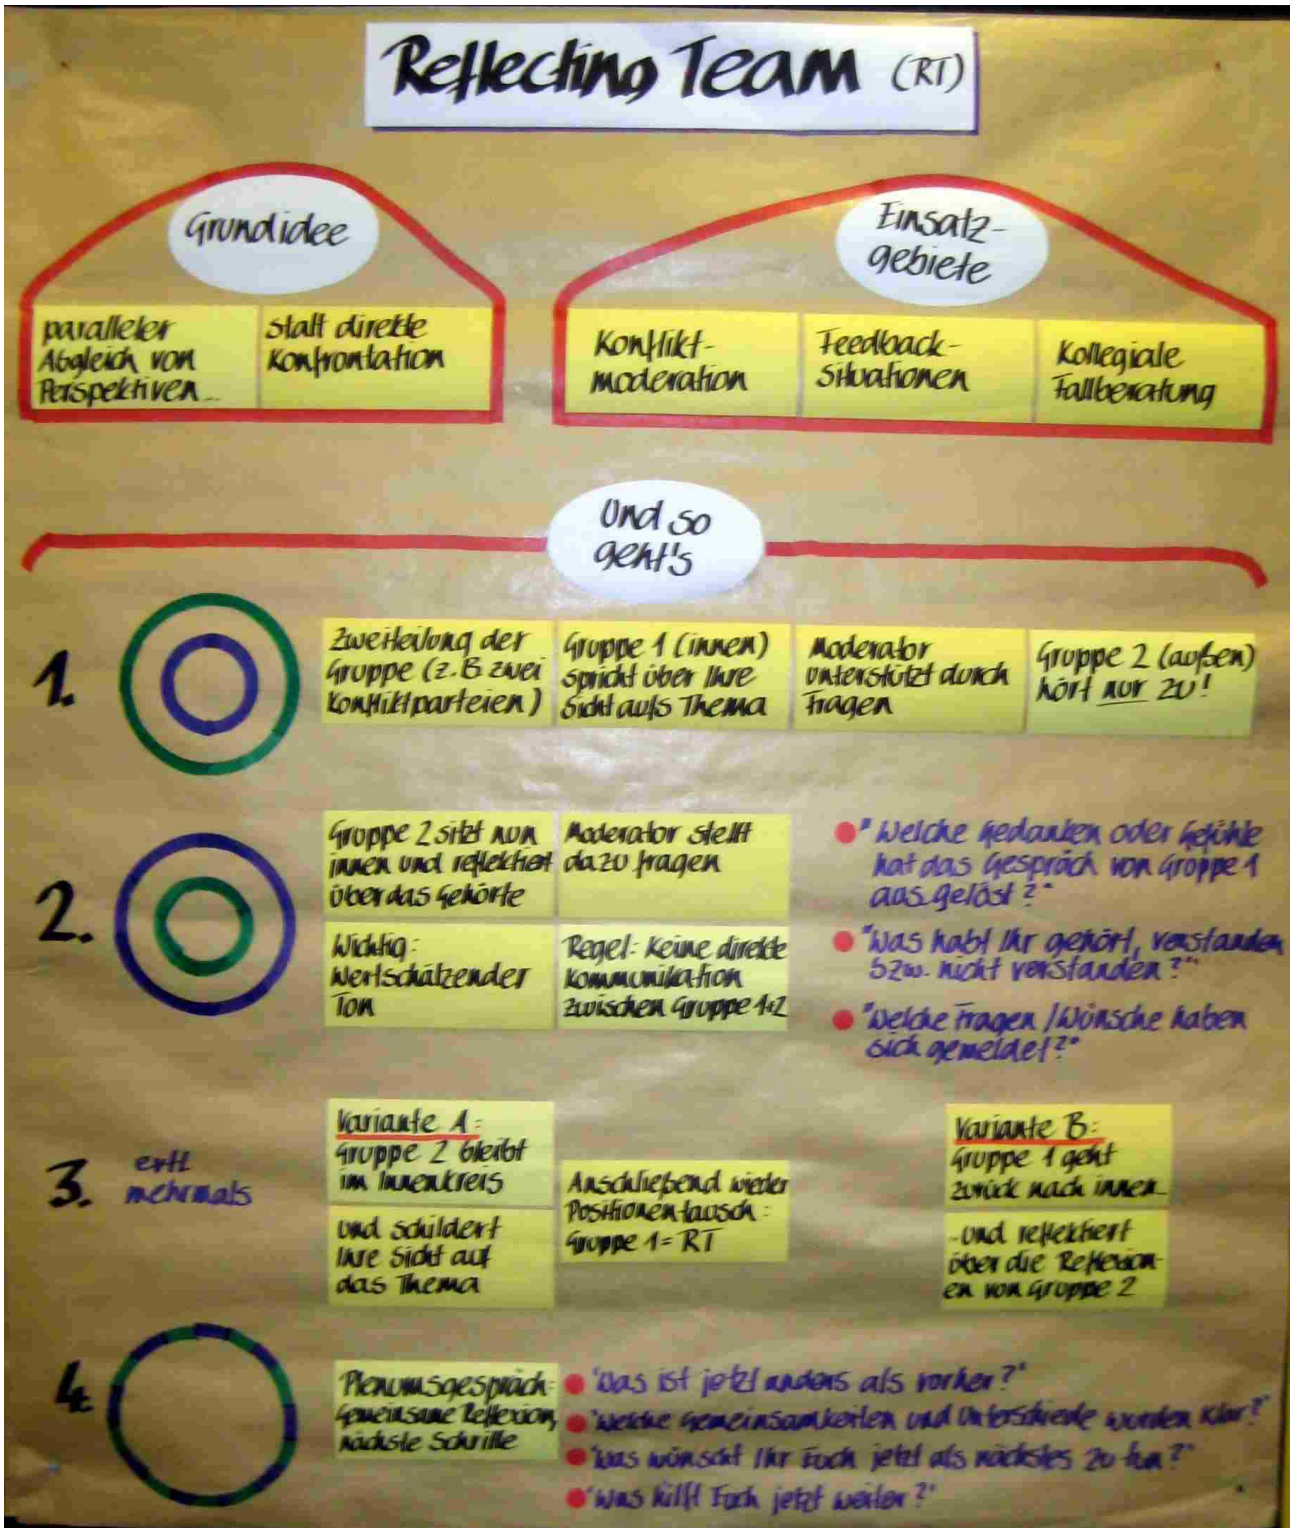 Reflecting Team (RT)
Grundidee
paralleler
Abgleich von
Perspektiven...
statt direkte
Konfrontation
Einsatz-
gebiete
Konflikt-
moderation
Feedback-
Situationen
Kollegiale
Fallberatung
Und so
geht's
1.
Zweiteilung der
Gruppe (z.B zwei
Konfliktparteien)
Gruppe 1 (innen)
spricht über Ihre
Sicht aufs Thema
Moderator
unterstützt durch
Fragen
Gruppe 2 (außen)
hört nur zu!
2.
Gruppe 2 sitzt nun
innen und reflektiert
über das Gehörte
Moderator stellt
dazu Fragen
Wichtig:
Wertschätzender
Ton
Regel: Keine direkte
Kommunikation
zwischen Gruppe 1+2
"Welche Gedanken oder Gefühle
hat das Gespräch von Gruppe 1
ausgelöst?"
"Was habt Ihr gehört, verstanden
bzw. nicht verstanden?"
"Welche Fragen/Wünsche haben
sich gemeldet?"
3.
evtl
mehrmals
Variante A:
Gruppe 2 bleibt
im Innenkreis
und schildert
Ihre Sicht auf
das Thema
Anschließend wieder
Positionentausch:
Gruppe 1 = RT
Variante B:
Gruppe 1 geht
zurück nach innen...
...und reflektiert
über die Reflexion-
en von Gruppe 2
4.
Plenumsgespräch:
Gemeinsame Reflexion,
nächste Schritte
"Was ist jetzt anders als vorher?"
"Welche Gemeinsamkeiten und Unterschiede wurden klar?"
"Was wünscht Ihr Euch jetzt als nächstes zu tun?"
"Was hilft Euch jetzt weiter?"